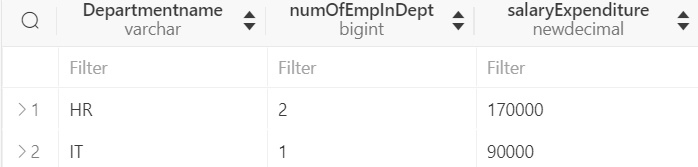 Departmentname numOfEmpInDept salaryExpenditure
varchar bigint newdecimal
Filter Filter Filter
1 HR 2 170000
2 IT 1 90000